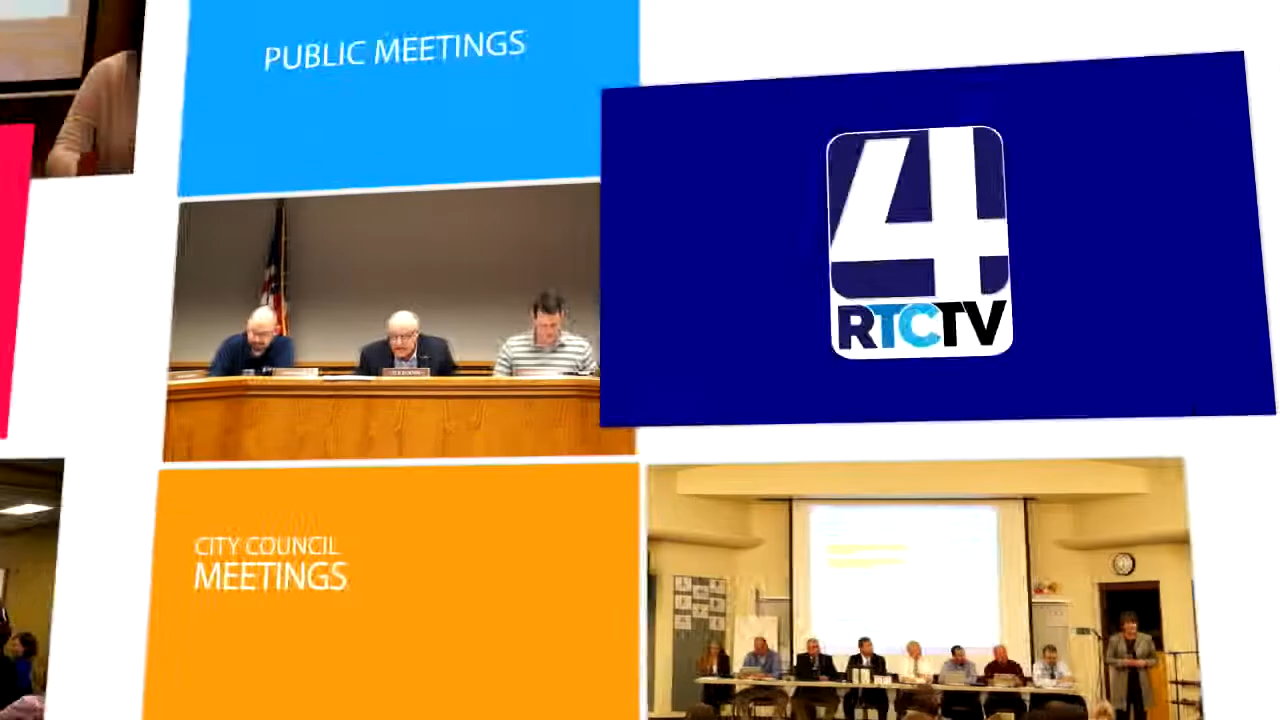 PUBLIC MEETINGS
4
RTCTV
CITY COUNCIL
MEETINGS